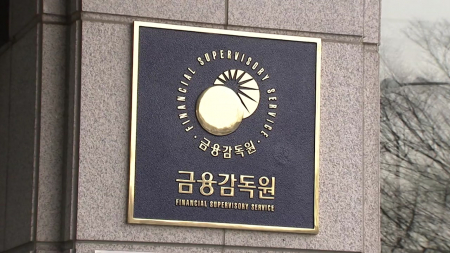 · FINANCIAL SUPERVISORY SERVICE ·
금융감독원
금융감독원
FINANCIAL SUPERVISORY SERVICE